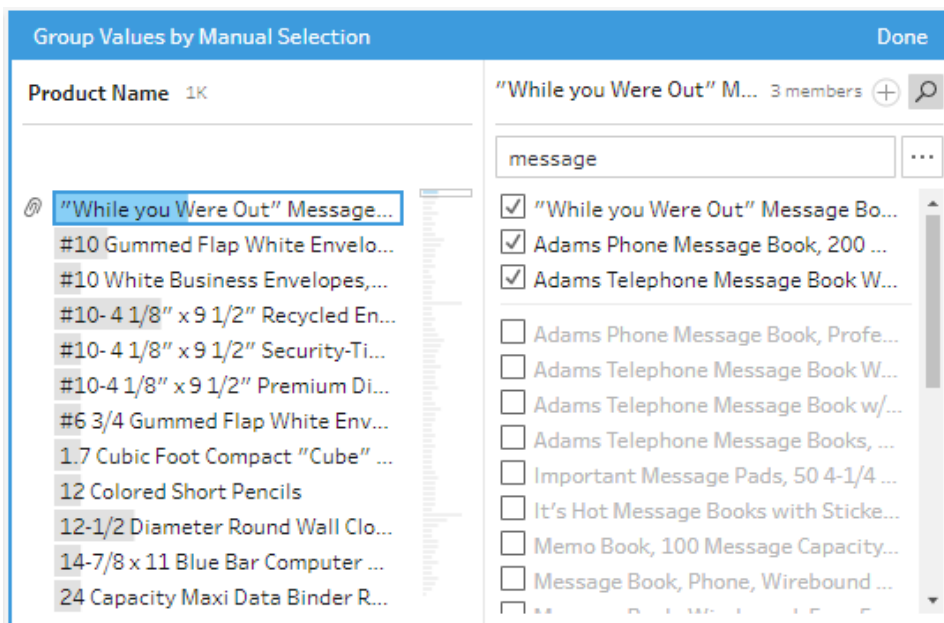 Group Values by Manual Selection
Done
Product Name 1K
"While you Were Out" M... 3 members
message
"While you Were Out" Message...
#10 Gummed Flap White Envelo...
#10 White Business Envelopes,...
#10- 4 1/8" x 9 1/2" Recycled En...
#10- 4 1/8" x 9 1/2" Security-Ti...
#10-4 1/8" x 9 1/2" Premium Di...
#6 3/4 Gummed Flap White Env...
1.7 Cubic Foot Compact "Cube" ...
12 Colored Short Pencils
12-1/2 Diameter Round Wall Clo...
14-7/8 x 11 Blue Bar Computer ...
24 Capacity Maxi Data Binder R...
"While you Were Out" Message Bo...
Adams Phone Message Book, 200 ...
Adams Telephone Message Book W...
Adams Phone Message Book, Profe...
Adams Telephone Message Book W...
Adams Telephone Message Book w/...
Adams Telephone Message Books, ...
Important Message Pads, 50 4-1/4 ...
It's Hot Message Books with Sticke...
Memo Book, 100 Message Capacity...
Message Book, Phone, Wirebound ...